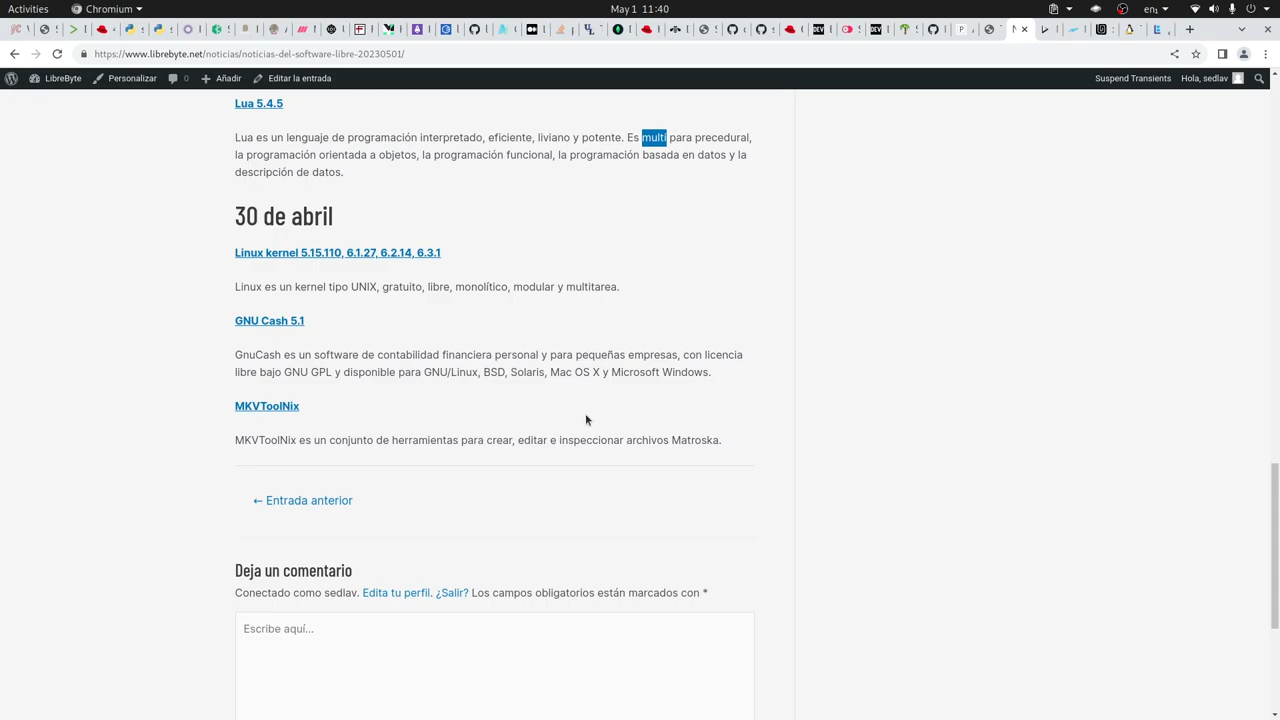 Activities
Chromium
May 1 11:40
en
https://www.librebyte.net/noticias/noticias-del-software-libre-20230501/
LibreByte Personalizar 0 Añadir Editar la entrada
Suspend Transients Hola, sedlav
Lua 5.4.5
Lua es un lenguaje de programación interpretado, eficiente, liviano y potente. Es multi para precedural,
la programación orientada a objetos, la programación funcional, la programación basada en datos y la
descripción de datos.
30 de abril
Linux kernel 5.15.110, 6.1.27, 6.2.14, 6.3.1
Linux es un kernel tipo UNIX, gratuito, libre, monolítico, modular y multitarea.
GNU Cash 5.1
GnuCash es un software de contabilidad financiera personal y para pequeñas empresas, con licencia
libre bajo GNU GPL y disponible para GNU/Linux, BSD, Solaris, Mac OS X y Microsoft Windows.
MKVToolNix
MKVToolNix es un conjunto de herramientas para crear, editar e inspeccionar archivos Matroska.
← Entrada anterior
Deja un comentario
Conectado como sedlav. Edita tu perfil. ¿Salir? Los campos obligatorios están marcados con *
Escribe aquí...